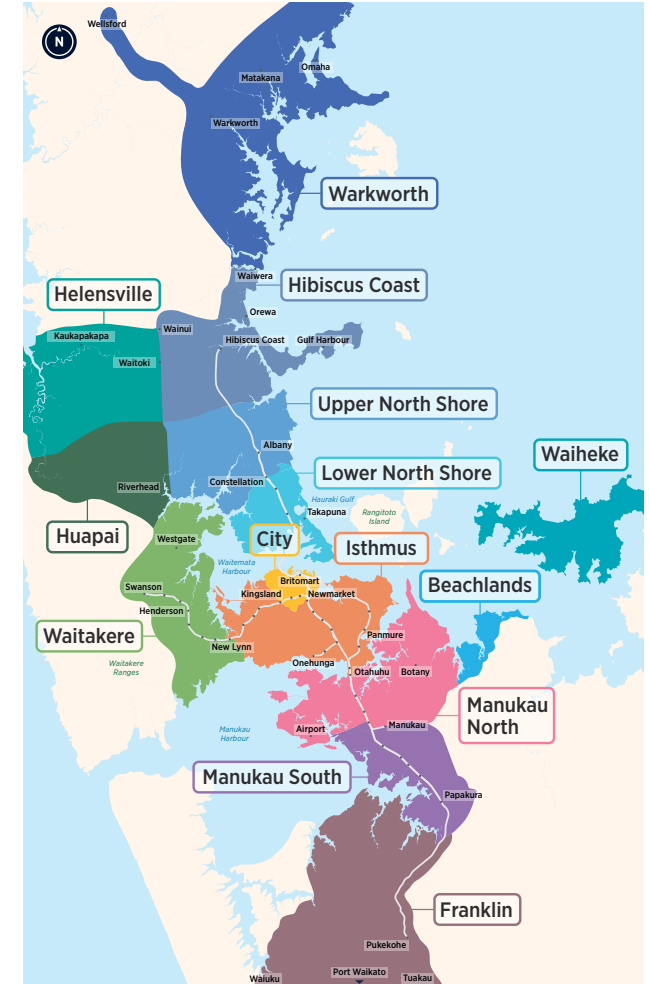 Wellsford
N
Omaha
Matakana
Warkworth
Warkworth
Waiwera
Hibiscus Coast
Helensville
Orewa
Wainui
Kaukapakapa
Hibiscus Coast
Gulf Harbour
Waitoki
Upper North Shore
Albany
Waiheke
Lower North Shore
Constellation
Riverhead
Hauraki Gulf
Takapuna
Rangitoto
Island
Huapai
Westgate
City
Isthmus
Waitemata
Harbour
Britomart
Beachlands
Swanson
Kingsland
Newmarket
Henderson
Waitakere
Panmure
New Lynn
Waitakere
Ranges
Onehunga
Otahuhu
Botany
Manukau
North
Manukau
Airport
Manukau
Harbour
Manukau South
Papakura
Franklin
Pukekohe
Port Waikato
Waiuku
Tuakau